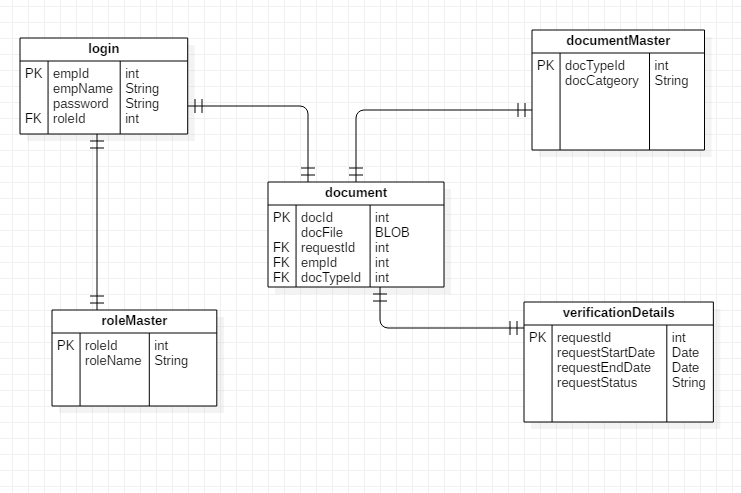 login
PK empId int
empName String
password String
FK roleId int
documentMaster
PK docTypeId int
docCatgeory String
document
PK docId int
docFile BLOB
FK requestId int
FK empId int
FK docTypeId int
roleMaster
PK roleId int
roleName String
verificationDetails
PK requestId int
requestStartDate Date
requestEndDate Date
requestStatus String